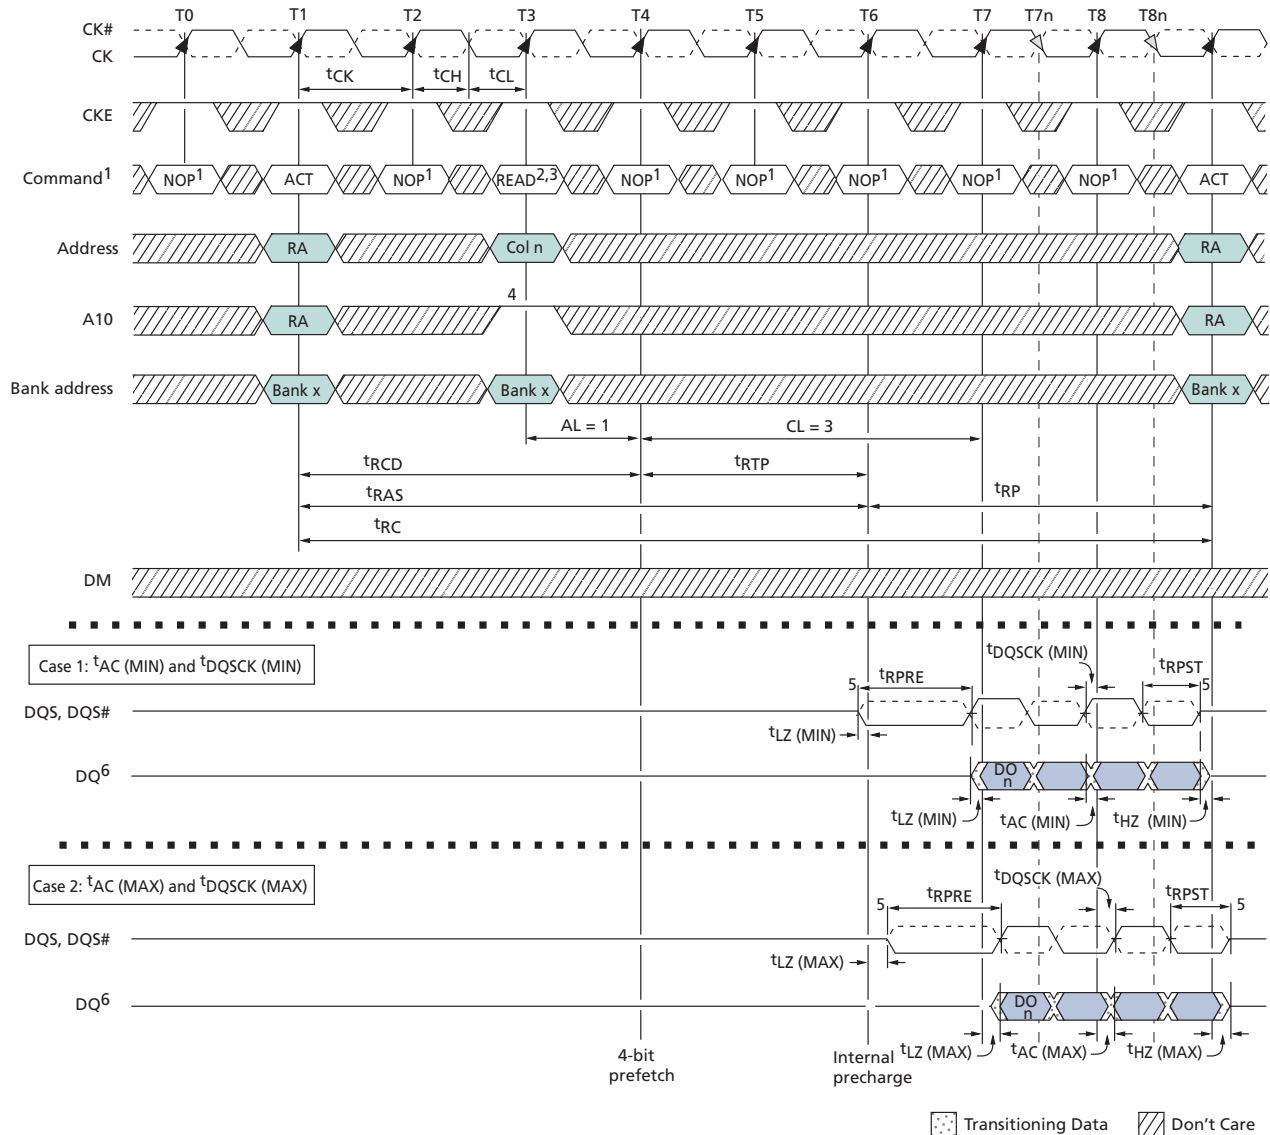 T0 T1 T2 T3 T4 T5 T6 T7 T7n T8 T8n
CK#
CK
tCK tCH tCL
CKE
Command1 NOP1 ACT NOP1 READ2,3 NOP1 NOP1 NOP1 NOP1 NOP1 ACT
Address RA Col n RA
4
A10 RA RA
Bank address Bank x Bank x Bank x
AL = 1 CL = 3
tRCD tRTP
tRAS tRP
tRC
DM
Case 1: tAC (MIN) and tDQSCK (MIN)
tDQSCK (MIN)
5 tRPRE tRPST 5
DQS, DQS#
tLZ (MIN)
DQ6 DO
n
tLZ (MIN) tAC (MIN) tHZ (MIN)
Case 2: tAC (MAX) and tDQSCK (MAX)
tDQSCK (MAX)
5 tRPRE tRPST 5
DQS, DQS#
tLZ (MAX)
DQ6 DO
n
tLZ (MAX) tAC (MAX) tHZ (MAX)
4-bit
prefetch
Internal
precharge
Transitioning Data Don't Care